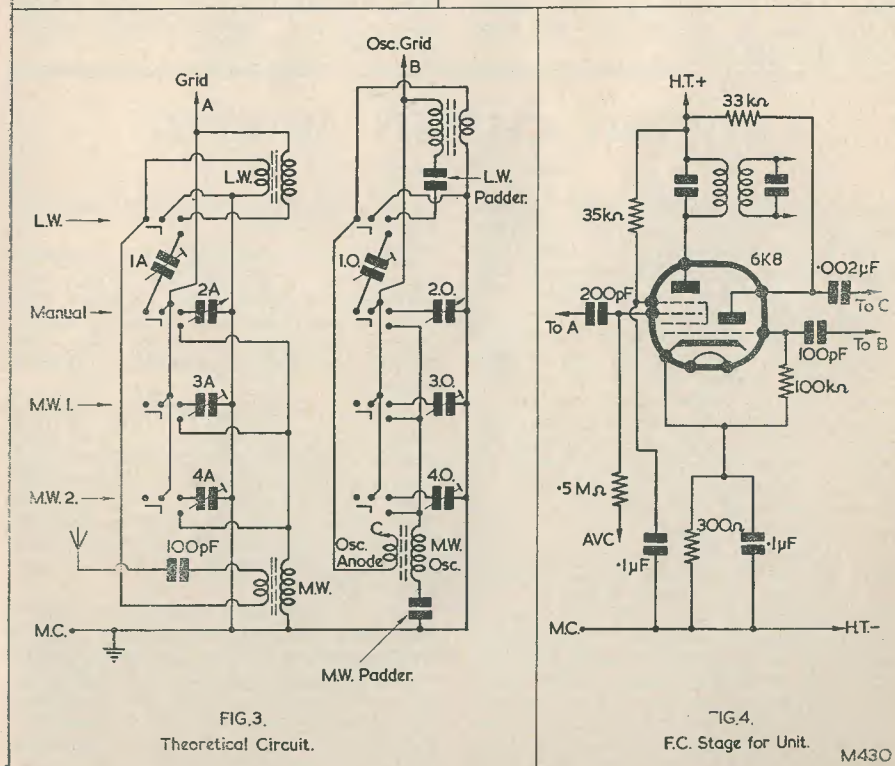 Grid
A
L.W.
L.W.
1A
2A
Manual
3A
M.W.1.
4A
M.W. 2.
100pF
M.W.
M.C.
Osc.Grid
B
L.W.
Padder.
1.O.
2.O.
3.O.
4.O.
C
Osc.
Anode
M.W.
Osc.
M.W. Padder.
FIG.3.
Theoretical Circuit.
H.T.+
33kΩ
35kΩ
6K8
·002µF
To C
200pF
To A
To B
100pF
100kΩ
·5 MΩ
AVC
·1µF
300Ω
·1µF
M.C.
H.T.-
FIG.4.
F.C. Stage for Unit.
M430